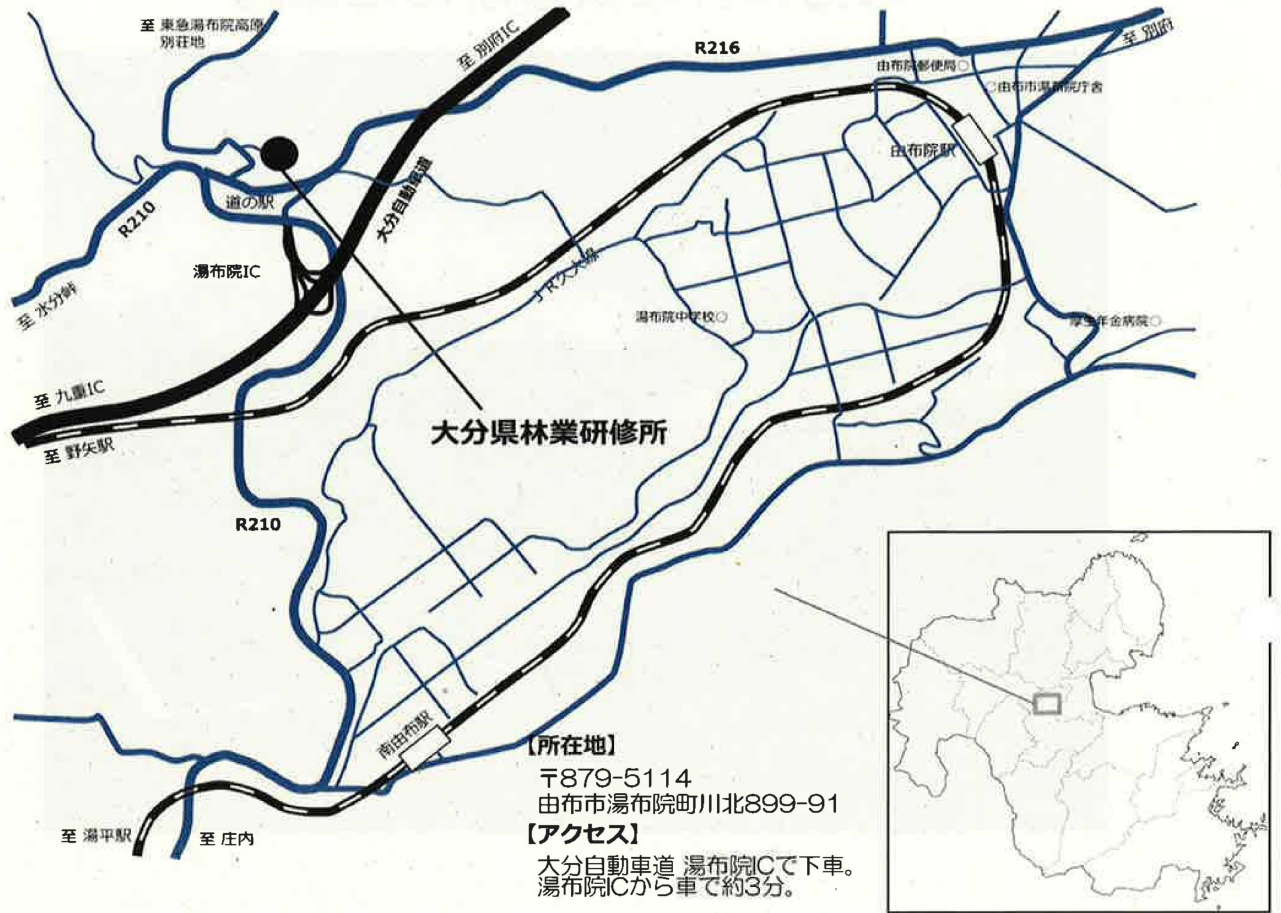 至 東急湯布院高原
別荘地
至 別府IC
R216
至 別府
由布院郵便局○
○由布市湯布院庁舎
由布院駅
道の駅
R210
大分自動車道
湯布院IC
至 水分峠
JR久大線
湯布院中学校○
厚生年金病院○
至 九重IC
至 野矢駅
大分県林業研修所
R210
南由布駅
至 湯平駅
至 庄内
【所在地】
〒879-5114
由布市湯布院町川北899-91
【アクセス】
大分自動車道 湯布院ICで下車。
湯布院ICから車で約3分。